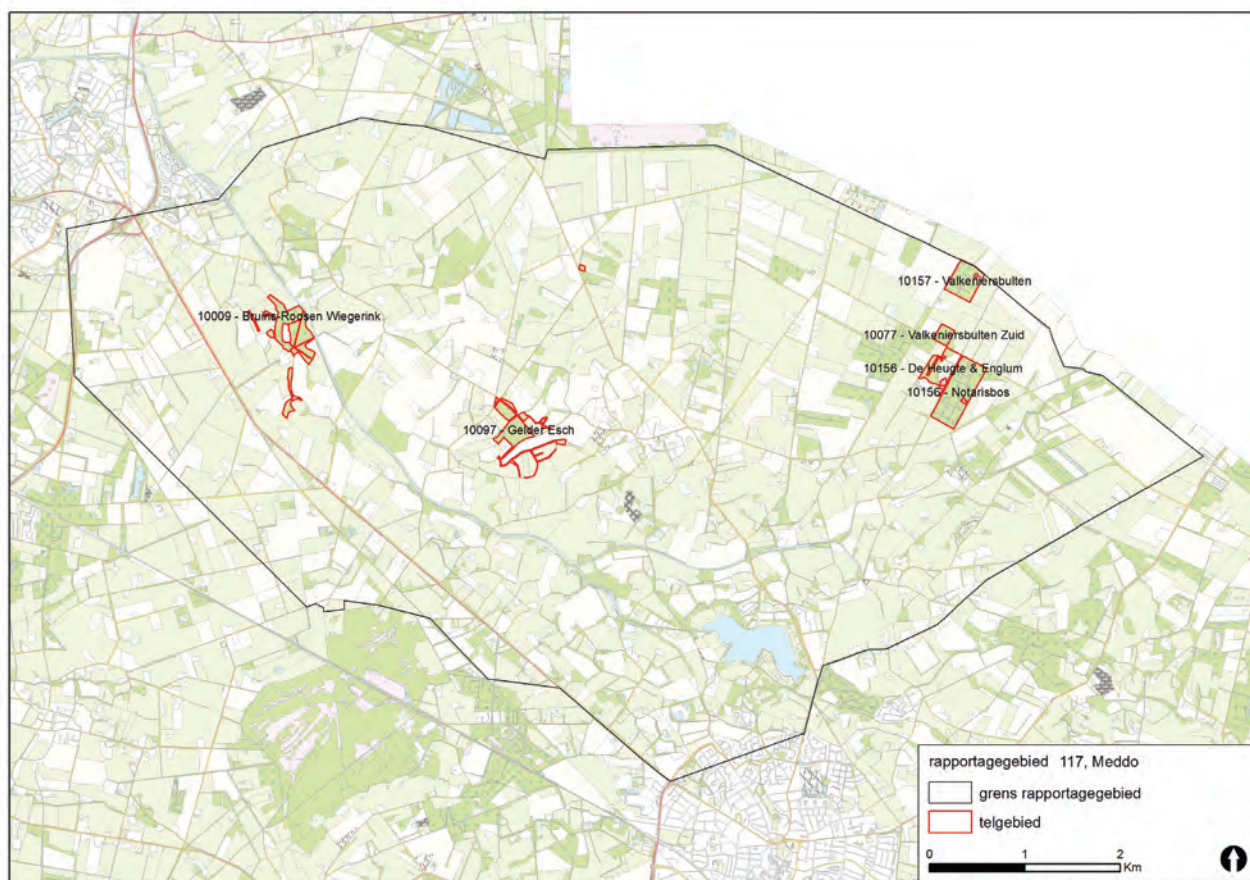 10157 - Valkeniersbulten
10009 - Bruins-Roosen Wiegerink
10077 - Valkeniersbulten Zuid
10156 - De Heugte & Englum
10156 - Notarisbos
10097 - Gelder Esch
rapportagegebied 117, Meddo
grens rapportagegebied
telgebied
0 1 2
Km